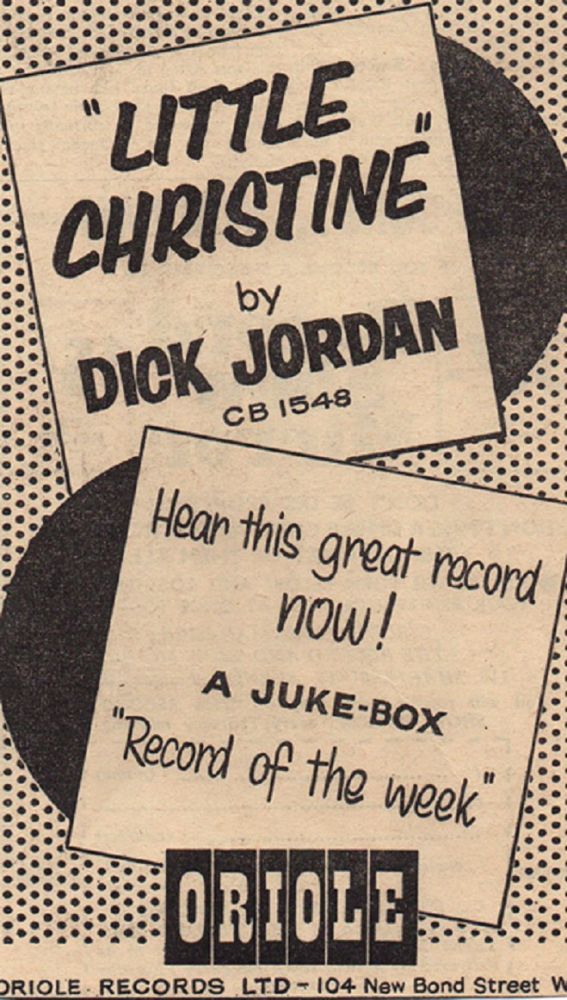 "LITTLE
CHRISTINE"
by
DICK JORDAN
CB 1548
Hear this great record
now!
A JUKE-BOX
"Record of the week"
ORIOLE
ORIOLE RECORDS LTD - 104 New Bond Street W